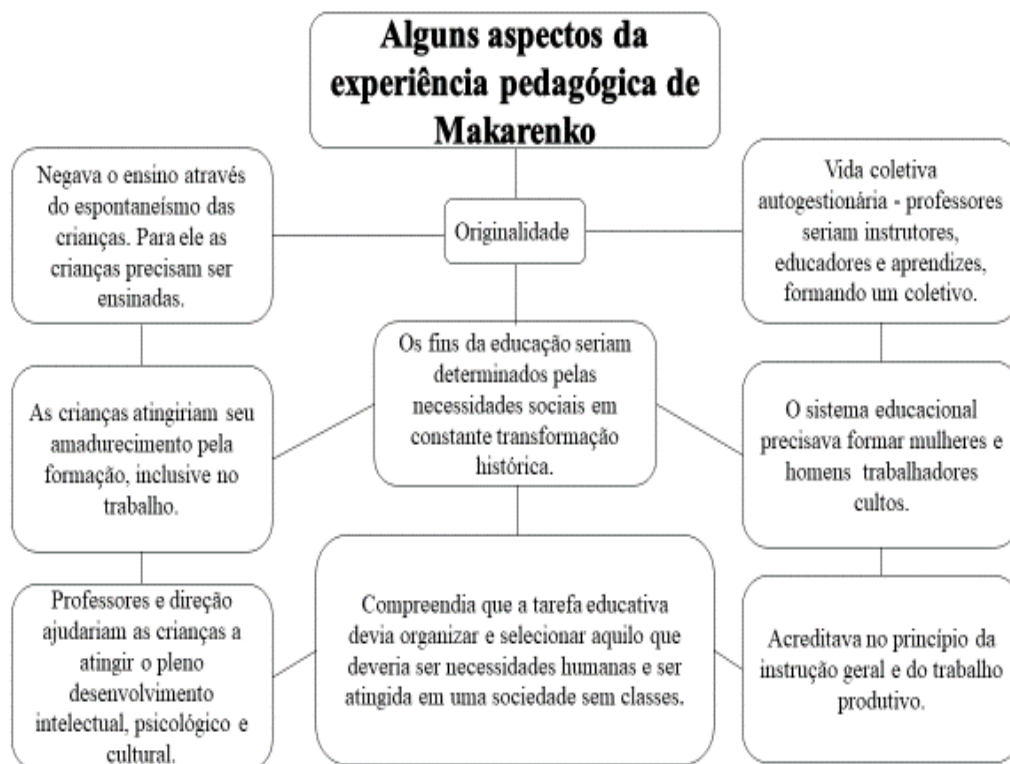 Alguns aspectos da
experiência pedagógica de
Makarenko
Negava o ensino através
do espontaneísmo das
crianças. Para ele as
crianças precisam ser
ensinadas.
Originalidade
Vida coletiva
autogestionária - professores
seriam instrutores,
educadores e aprendizes,
formando um coletivo.
As crianças atingiriam seu
amadurecimento pela
formação, inclusive no
trabalho.
Os fins da educação seriam
determinados pelas
necessidades sociais em
constante transformação
histórica.
O sistema educacional
precisava formar mulheres e
homens trabalhadores
cultos.
Professores e direção
ajudariam as crianças a
atingir o pleno
desenvolvimento
intelectual, psicológico e
cultural.
Compreendia que a tarefa educativa
devia organizar e selecionar aquilo que
deveria ser necessidades humanas e ser
atingida em uma sociedade sem classes.
Acreditava no princípio da
instrução geral e do trabalho
produtivo.